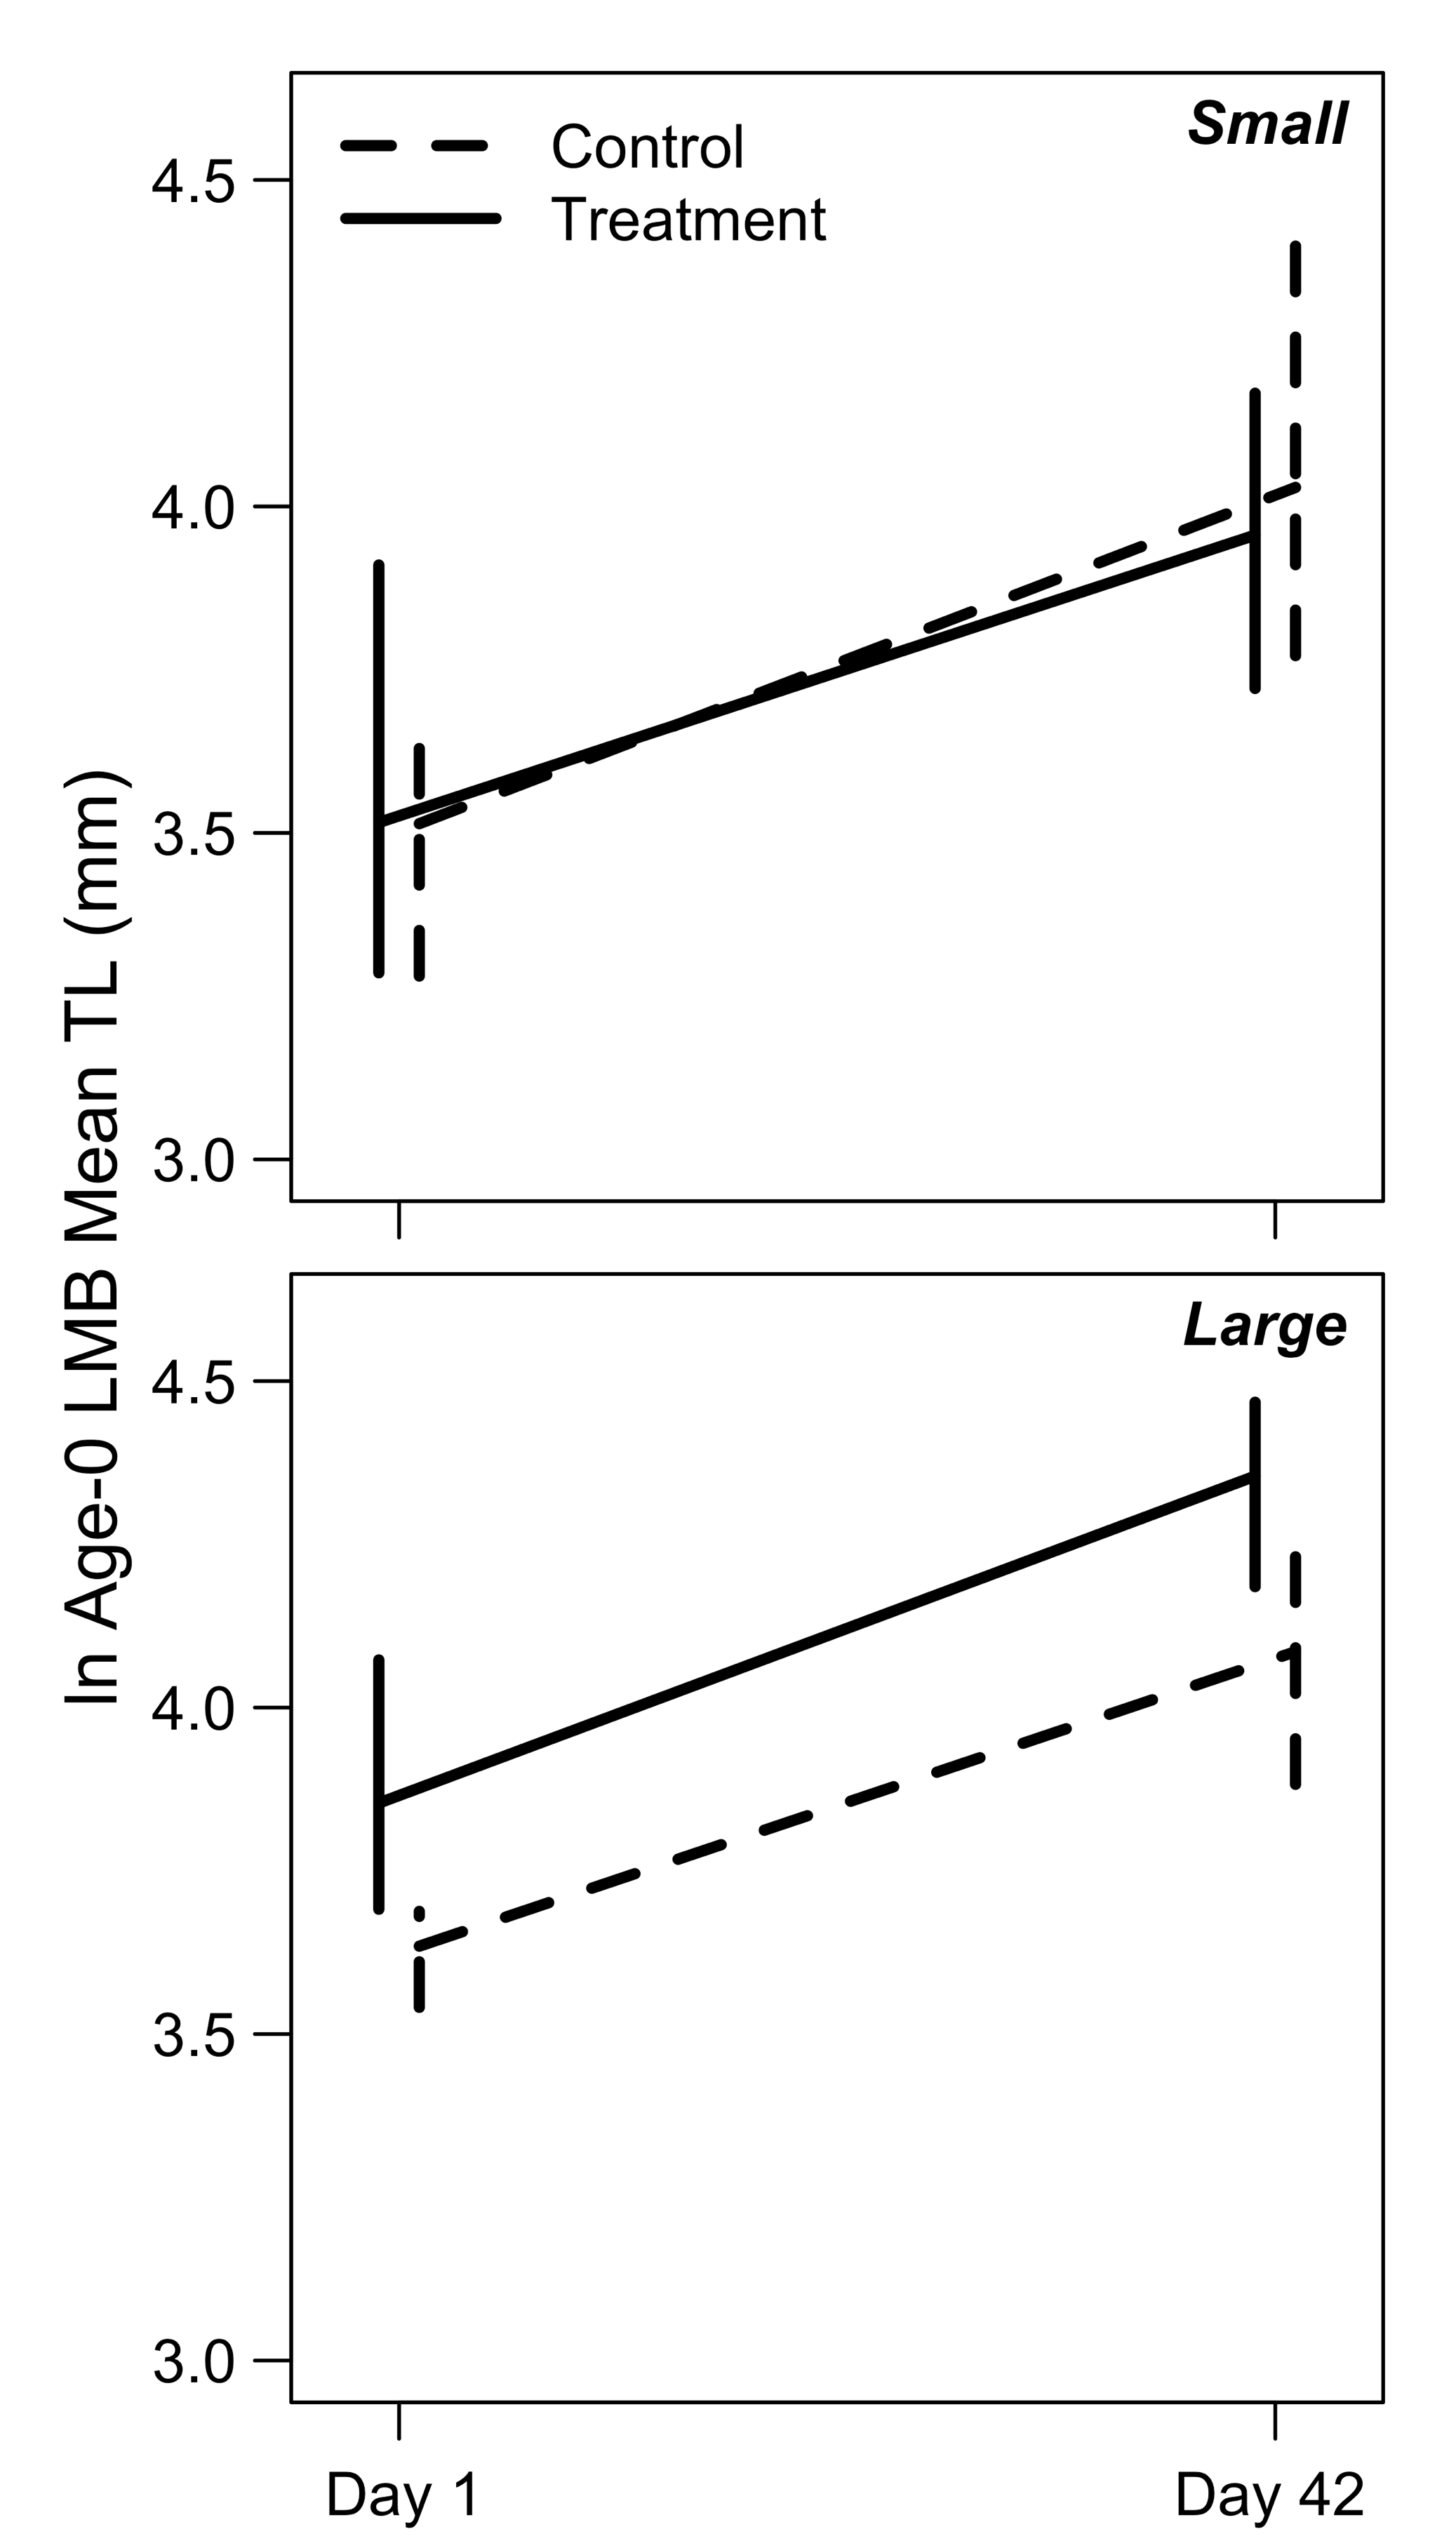 Small
Control
Treatment
4.5
4.0
3.5
3.0
ln Age-0 LMB Mean TL (mm)
Large
4.5
4.0
3.5
3.0
Day 1
Day 42